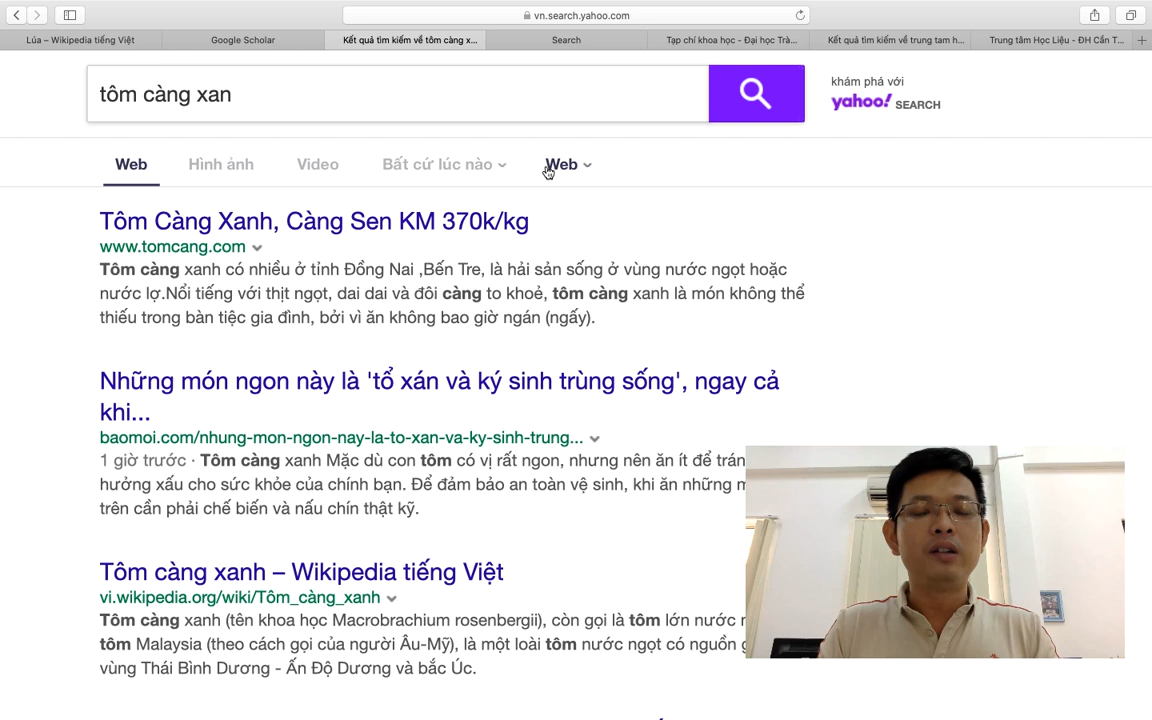 vn.search.yahoo.com
Lúa – Wikipedia tiếng Việt
Google Scholar
Kết quả tìm kiếm về tôm càng x...
Search
Tạp chí khoa học - Đại học Trà...
Kết quả tìm kiếm về trung tam h...
Trung tâm Học Liệu - ĐH Cần T...
tôm càng xan
khám phá với
yahoo! SEARCH
Web
Hình ảnh
Video
Bất cứ lúc nào
Web
Tôm Càng Xanh, Càng Sen KM 370k/kg
www.tomcang.com
Tôm càng xanh có nhiều ở tỉnh Đồng Nai ,Bến Tre, là hải sản sống ở vùng nước ngọt hoặc
nước lợ.Nổi tiếng với thịt ngọt, dai dai và đôi càng to khoẻ, tôm càng xanh là món không thể
thiếu trong bàn tiệc gia đình, bởi vì ăn không bao giờ ngán (ngấy).
Những món ngon này là 'tổ xán và ký sinh trùng sống', ngay cả
khi...
baomoi.com/nhung-mon-ngon-nay-la-to-xan-va-ky-sinh-trung...
1 giờ trước · Tôm càng xanh Mặc dù con tôm có vị rất ngon, nhưng nên ăn ít để trán
hưởng xấu cho sức khỏe của chính bạn. Để đảm bảo an toàn vệ sinh, khi ăn những
trên cần phải chế biến và nấu chín thật kỹ.
Tôm càng xanh – Wikipedia tiếng Việt
vi.wikipedia.org/wiki/Tôm_càng_xanh
Tôm càng xanh (tên khoa học Macrobrachium rosenbergii), còn gọi là tôm lớn nước
tôm Malaysia (theo cách gọi của người Âu-Mỹ), là một loài tôm nước ngọt có nguồn
vùng Thái Bình Dương - Ấn Độ Dương và bắc Úc.